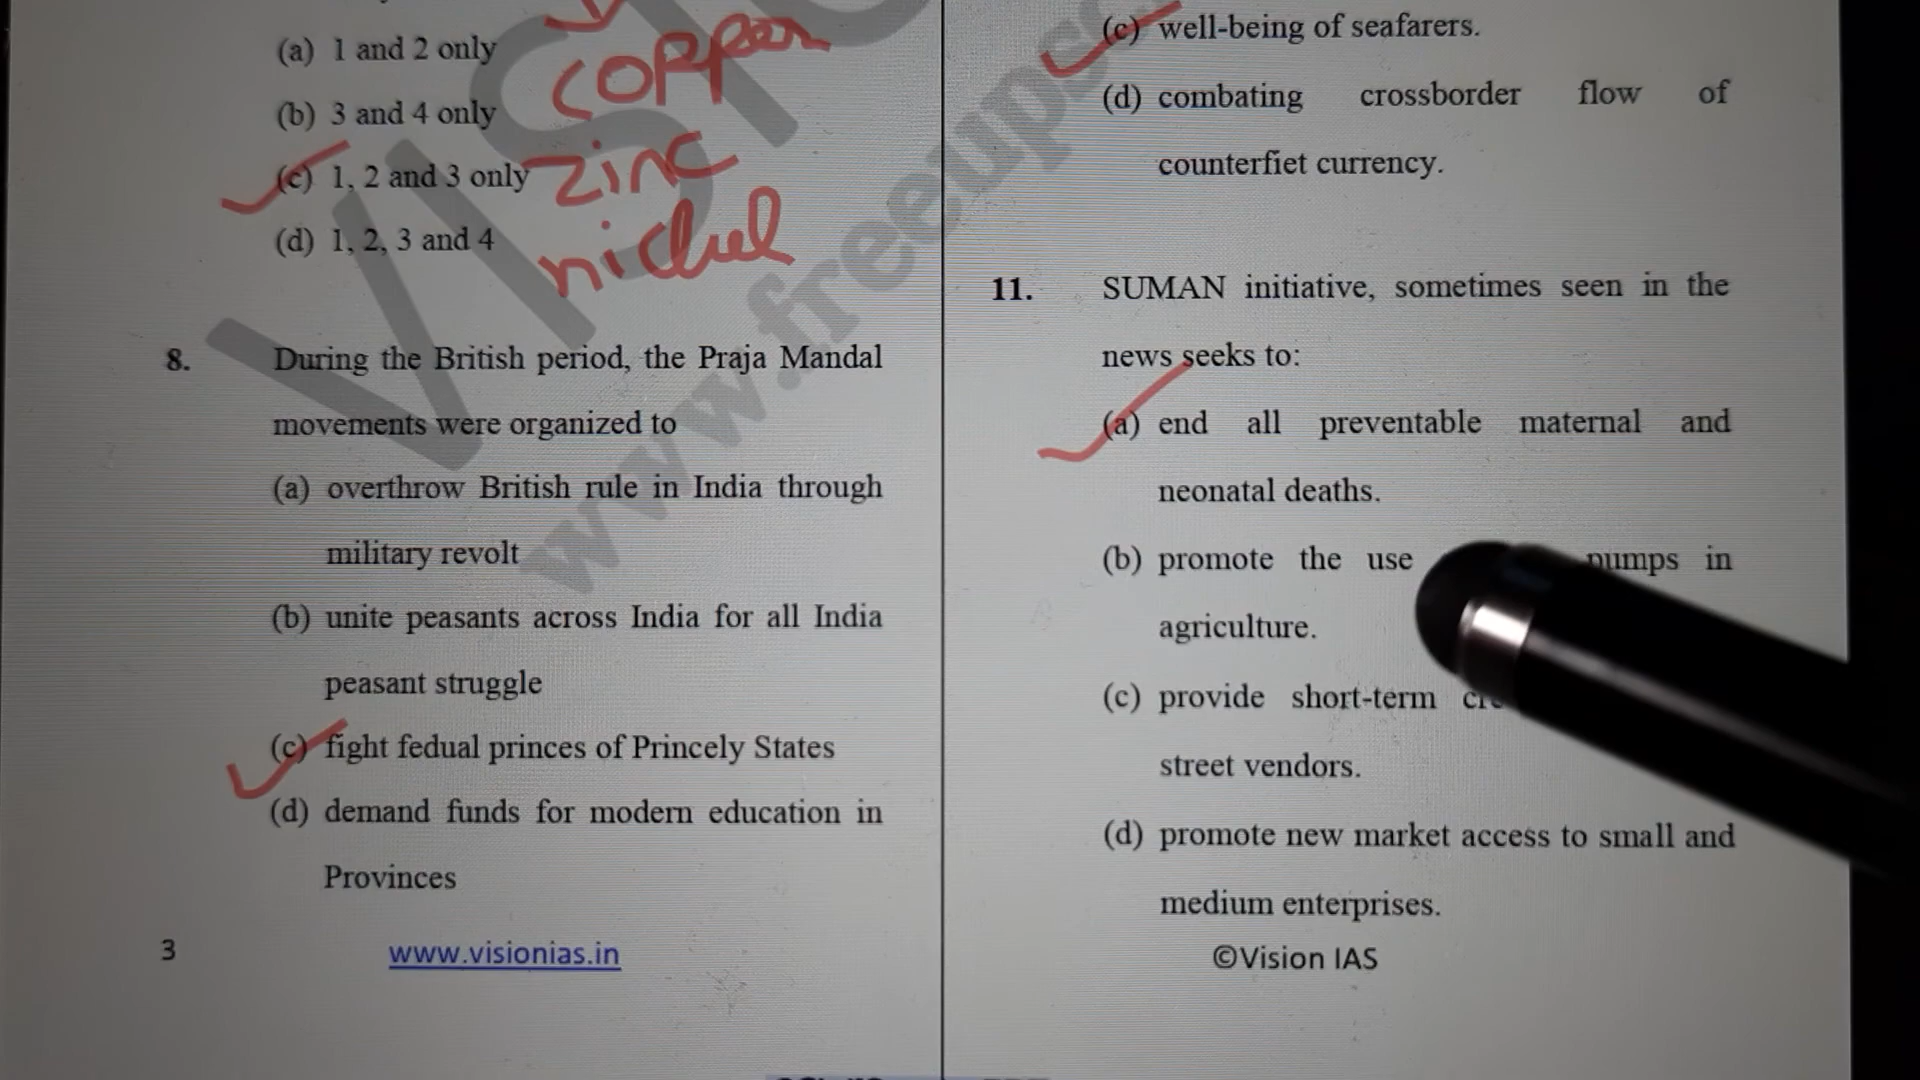 (a) 1 and 2 only
(b) 3 and 4 only
(c) 1, 2 and 3 only
(d) 1, 2, 3 and 4
copper
zinc
nickel
8. During the British period, the Praja Mandal
movements were organized to
(a) overthrow British rule in India through
military revolt
(b) unite peasants across India for all India
peasant struggle
(c) fight fedual princes of Princely States
(d) demand funds for modern education in
Provinces
3 www.visionias.in
(c) well-being of seafarers.
(d) combating crossborder flow of
counterfiet currency.
11. SUMAN initiative, sometimes seen in the
news seeks to:
(a) end all preventable maternal and
neonatal deaths.
(b) promote the use pumps in
agriculture.
(c) provide short-term
street vendors.
(d) promote new market access to small and
medium enterprises.
©Vision IAS